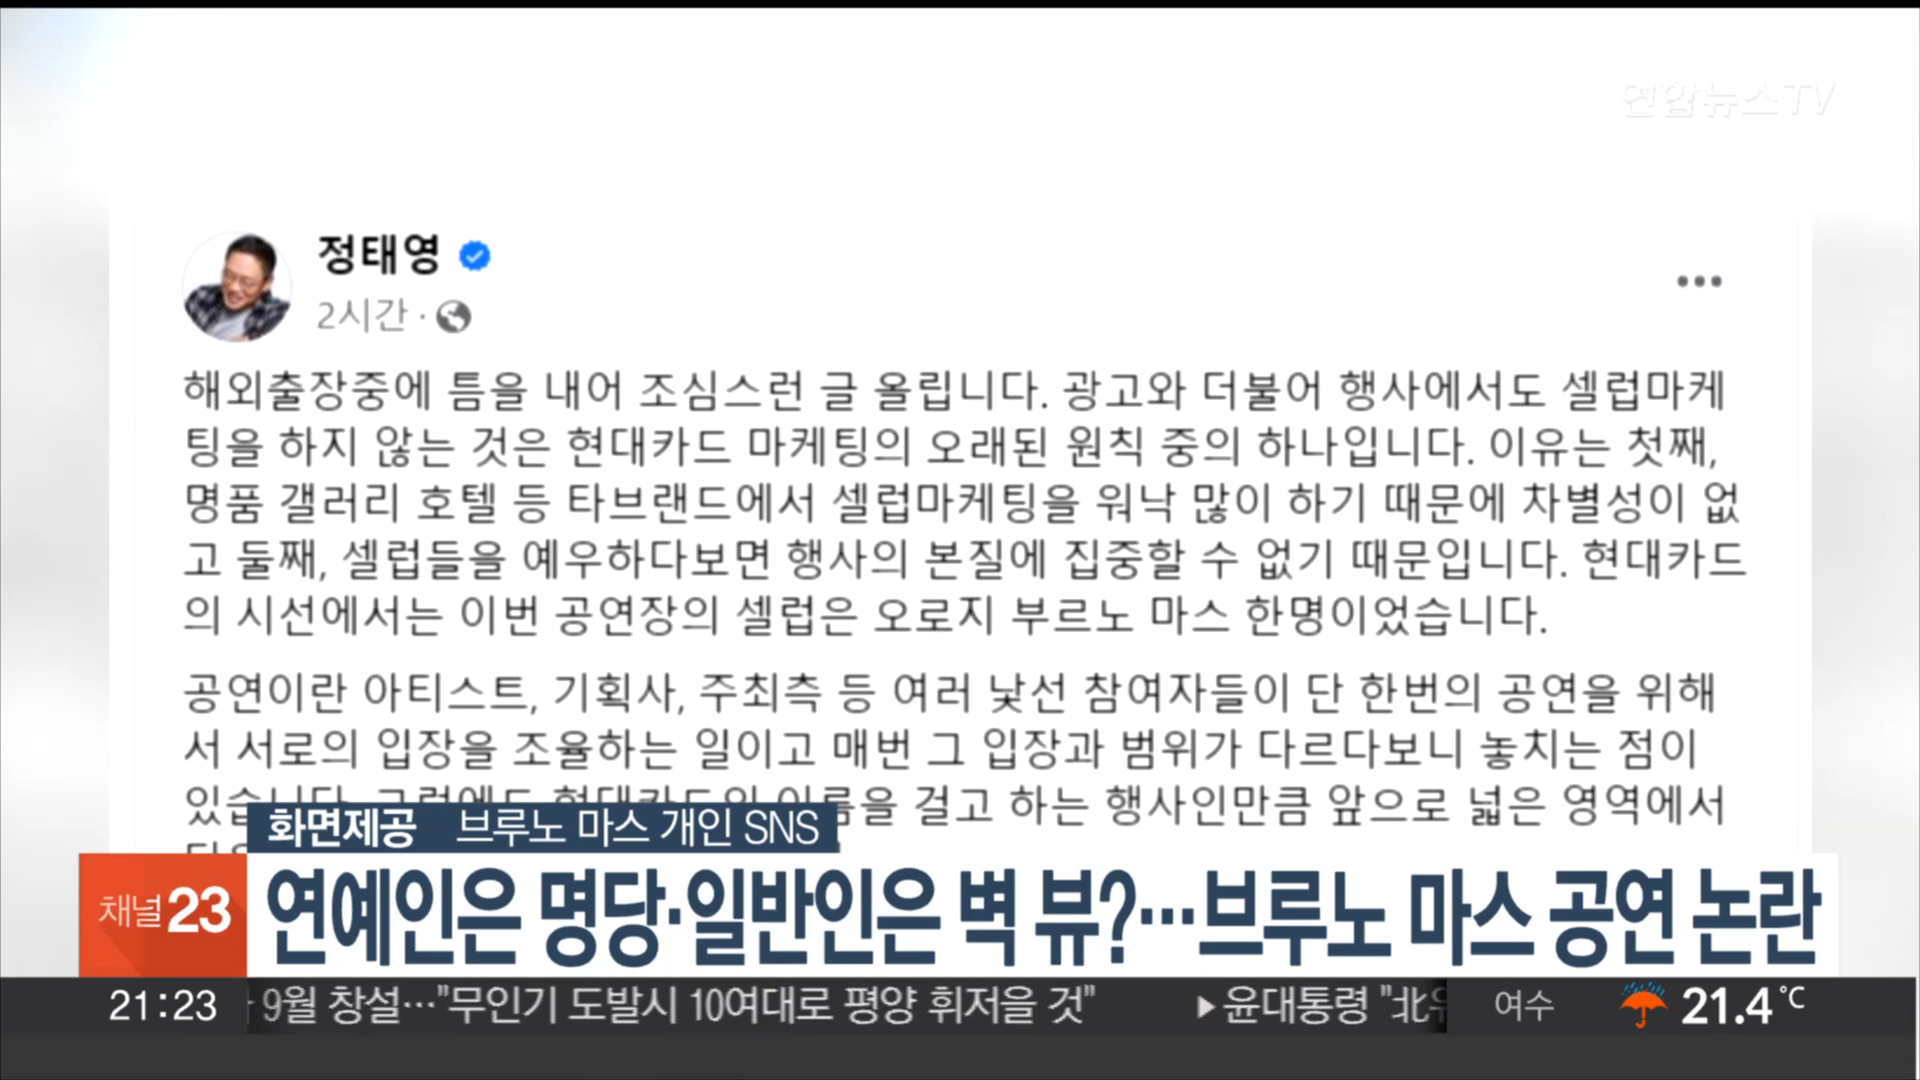 연합뉴스TV
정태영
2시간 ·
해외출장중에 틈을 내어 조심스런 글 올립니다. 광고와 더불어 행사에서도 셀럽마케
팅을 하지 않는 것은 현대카드 마케팅의 오래된 원칙 중의 하나입니다. 이유는 첫째,
명품 갤러리 호텔 등 타브랜드에서 셀럽마케팅을 워낙 많이 하기 때문에 차별성이 없
고 둘째, 셀럽들을 예우하다보면 행사의 본질에 집중할 수 없기 때문입니다. 현대카드
의 시선에서는 이번 공연장의 셀럽은 오로지 부르노 마스 한명이었습니다.
공연이란 아티스트, 기획사, 주최측 등 여러 낯선 참여자들이 단 한번의 공연을 위해
서 서로의 입장을 조율하는 일이고 매번 그 입장과 범위가 다르다보니 놓치는 점이
있습니다. 그럼에도 현대카드의 이름을 걸고 하는 행사인만큼 앞으로 넓은 영역에서
화면제공 브루노 마스 개인 SNS
채널 23
연예인은 명당·일반인은 벽 뷰?…브루노 마스 공연 논란
21:23
9월 창설…"무인기 도발시 10여대로 평양 휘저을 것" ▶윤대통령 "北
여수 21.4℃